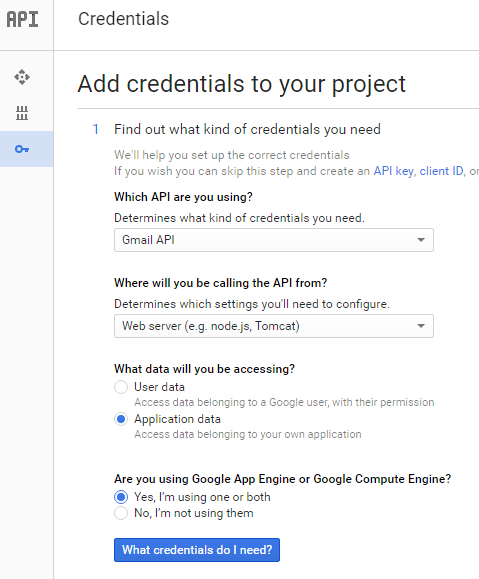 API
Credentials
Add credentials to your project
1 Find out what kind of credentials you need
We'll help you set up the correct credentials
If you wish you can skip this step and create an API key, client ID, or
Which API are you using?
Determines what kind of credentials you need.
Gmail API
Where will you be calling the API from?
Determines which settings you'll need to configure.
Web server (e.g. node.js, Tomcat)
What data will you be accessing?
User data
Access data belonging to a Google user, with their permission
Application data
Access data belonging to your own application
Are you using Google App Engine or Google Compute Engine?
Yes, I'm using one or both
No, I'm not using them
What credentials do I need?